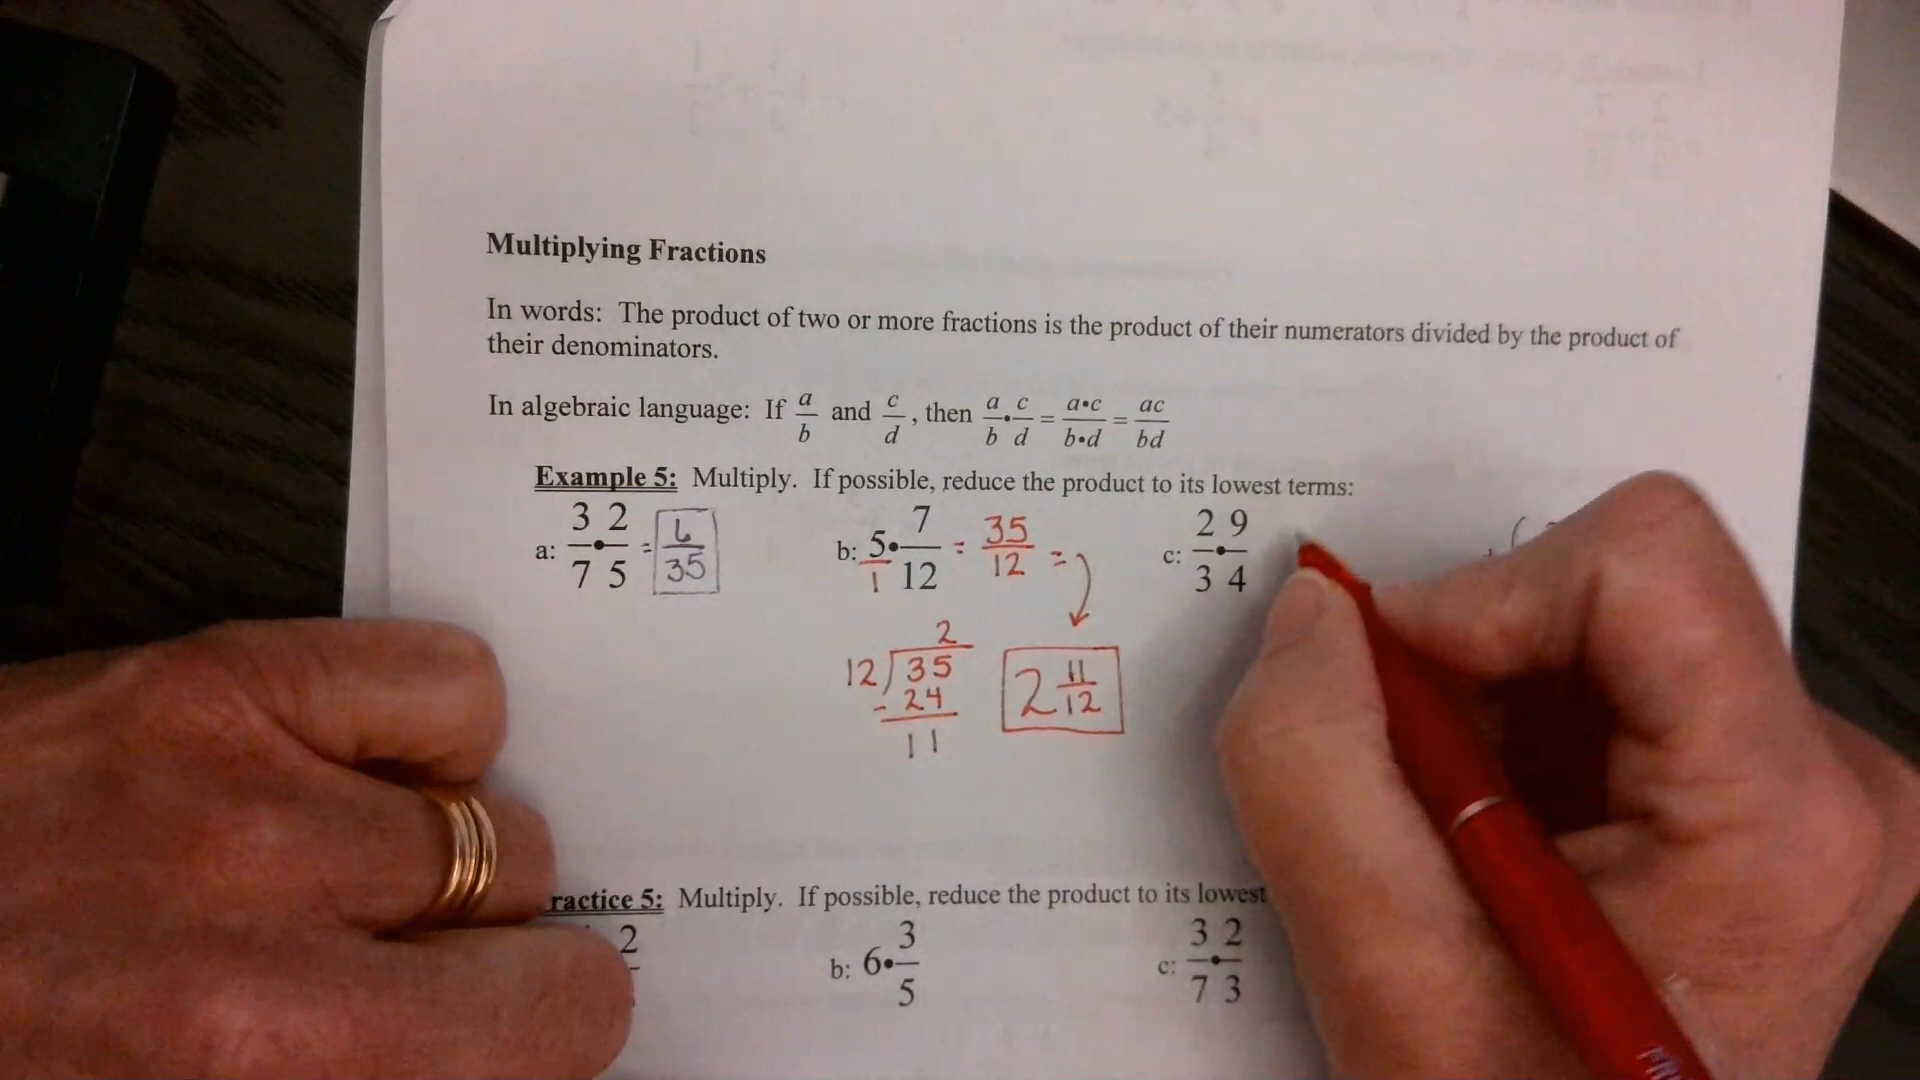 Multiplying Fractions
In words: The product of two or more fractions is the product of their numerators divided by the product of
their denominators.
In algebraic language: If a/b and c/d, then a/b•c/d = a•c/b•d = ac/bd
Example 5: Multiply. If possible, reduce the product to its lowest terms:
a: 3/7•2/5 = 6/35
b: 5/1•7/12 = 35/12 =
2
12)35
- 24
11
2 11/12
c: 2/3•9/4
ractice 5: Multiply. If possible, reduce the product to its lowest
2
b: 6•3/5
c: 3/7•2/3